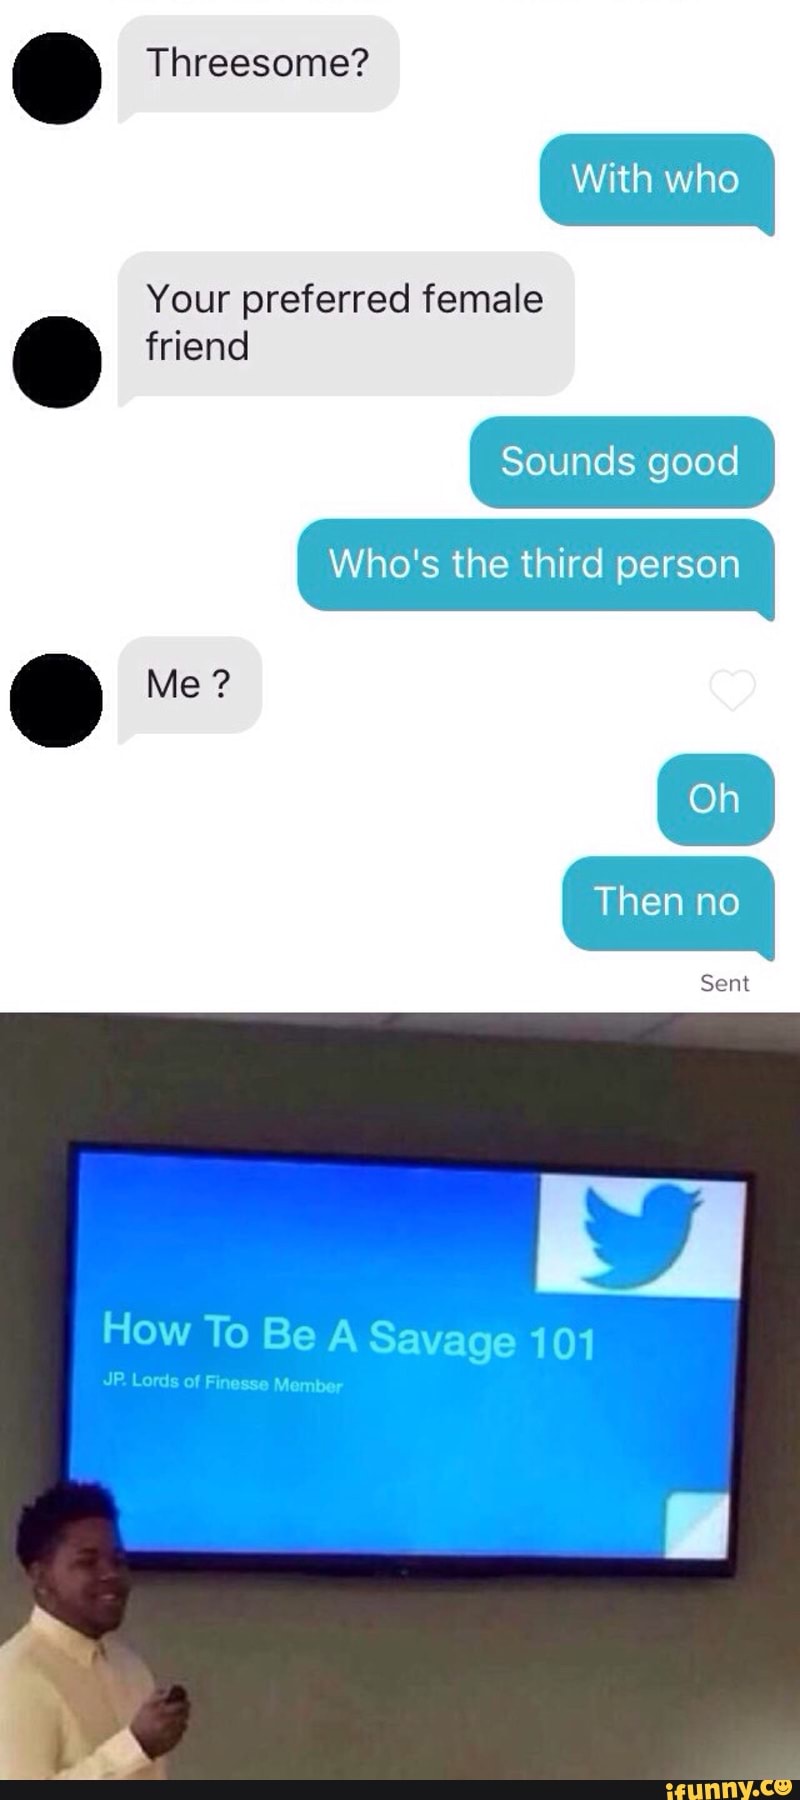 Threesome?
With who
Your preferred female
friend
Sounds good
Who's the third person
Me ?
Oh
Then no
Sent
How To Be A Savage 101
JP. Lords of Finesse Member
ifunny.co